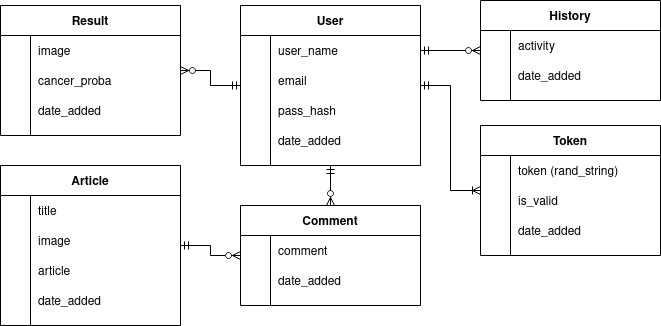 Result
image
cancer_proba
date_added
User
user_name
email
pass_hash
date_added
History
activity
date_added
Token
token (rand_string)
is_valid
date_added
Article
title
image
article
date_added
Comment
comment
date_added